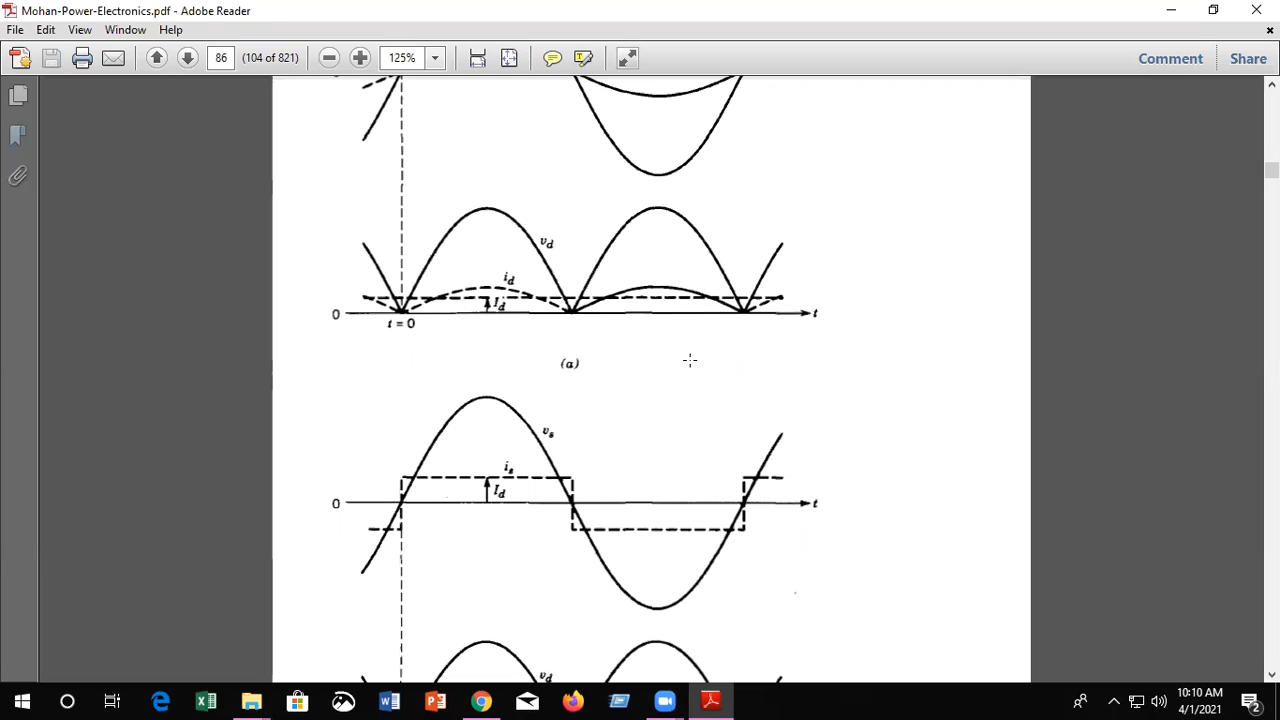 Mohan-Power-Electronics.pdf - Adobe Reader
File Edit View Window Help
86 (104 of 821) 125% Comment Share
v_d
i_d
I_d
0 t
t = 0
(a)
v_s
i_s
I_d
0 t
v_d
10:10 AM
4/1/2021
2